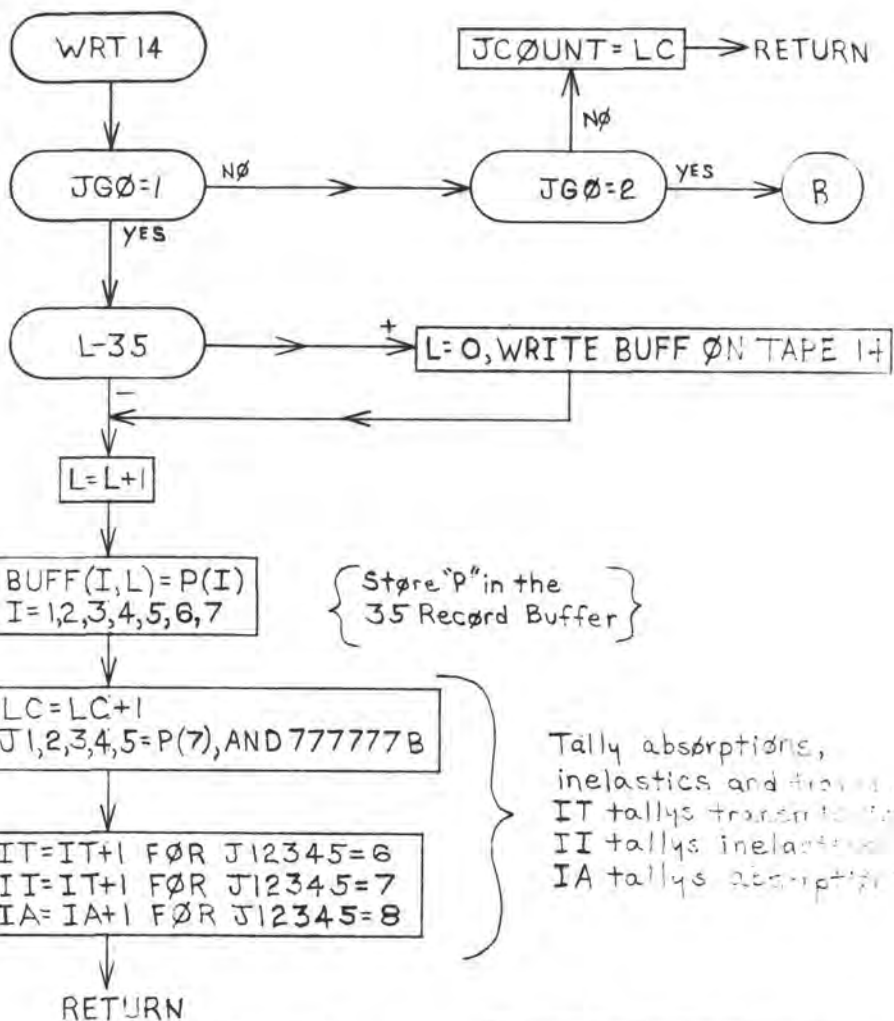 WRT 14
JCØUNT = LC
RETURN
NØ
JGØ=1
NØ
JGØ=2
YES
B
YES
L-35
+
L=0, WRITE BUFF ØN TAPE 14
−
L=L+1
BUFF(I,L)=P(I)
I=1,2,3,4,5,6,7
Støre "P" in the
35 Recørd Buffer
LC=LC+1
J1,2,3,4,5=P(7), AND 777777B
Tally absørptiøns,
inelastics and
IT tallys
II tallys
IA tallys
IT=IT+1 FØR J12345=6
II=IT+1 FØR J12345=7
IA=IA+1 FØR J12345=8
RETURN